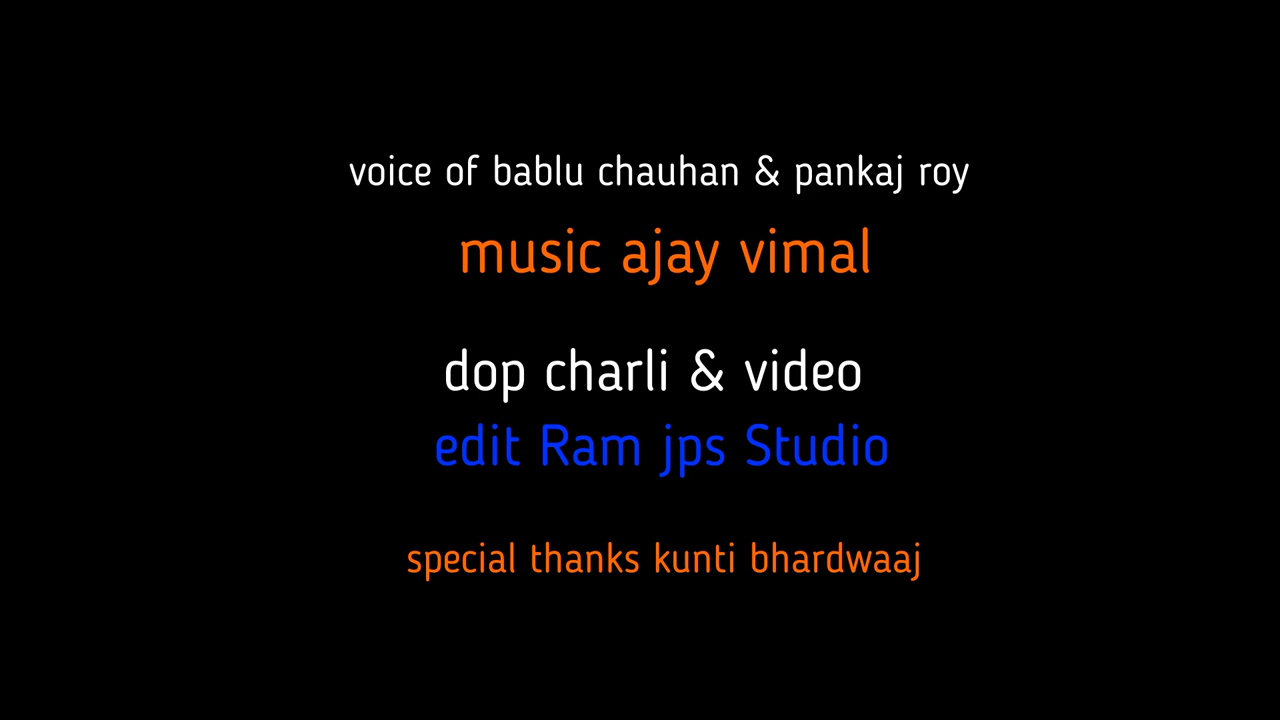 voice of bablu chauhan & pankaj roy
music ajay vimal
dop charli & video
edit Ram jps Studio
special thanks kunti bhardwaaj